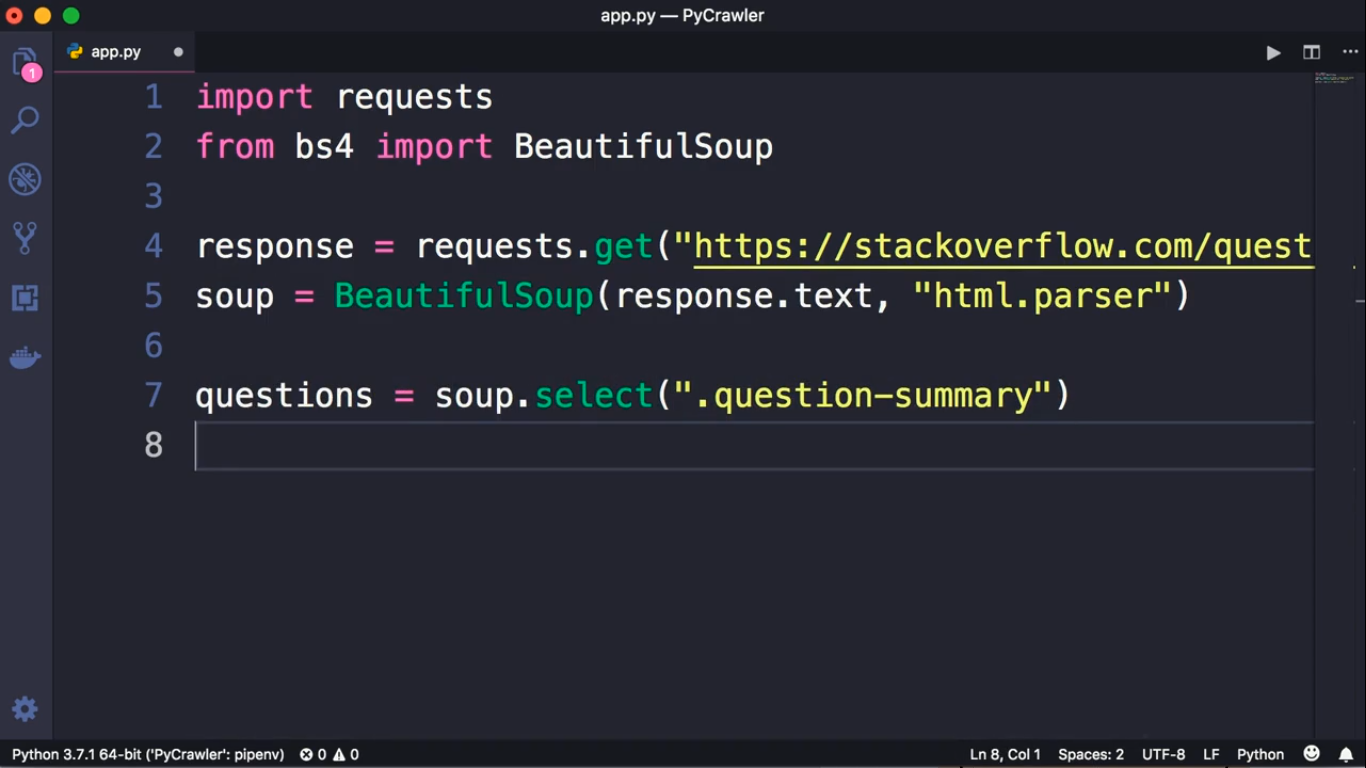 app.py — PyCrawler
app.py
1
1 import requests
2 from bs4 import BeautifulSoup
3
4 response = requests.get("https://stackoverflow.com/quest
5 soup = BeautifulSoup(response.text, "html.parser")
6
7 questions = soup.select(".question-summary")
8
Python 3.7.1 64-bit ('PyCrawler': pipenv) 0 0 Ln 8, Col 1 Spaces: 2 UTF-8 LF Python